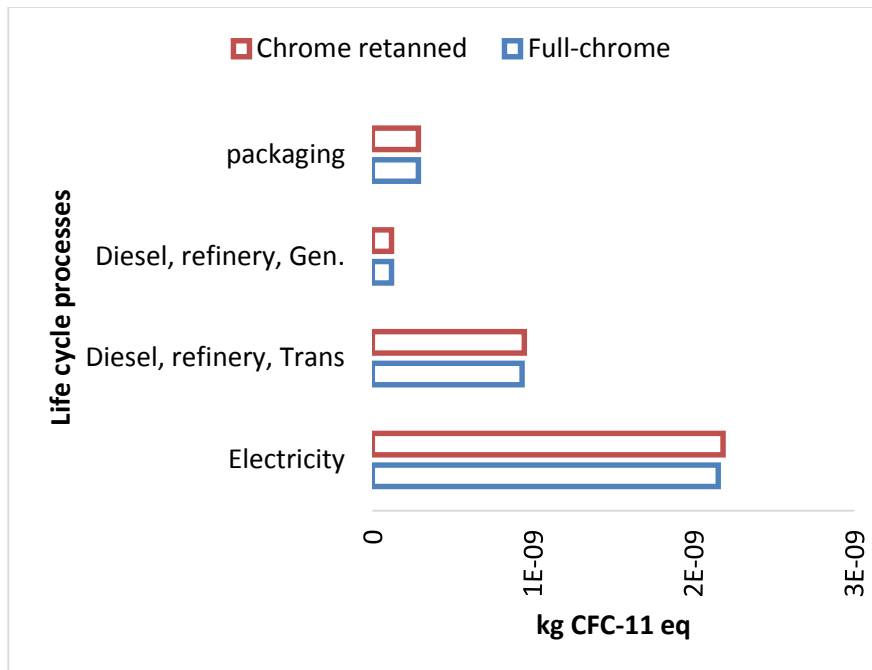 Chrome retanned Full-chrome
packaging
Diesel, refinery, Gen.
Diesel, refinery, Trans
Electricity
Life cycle processes
0
1E-09
2E-09
3E-09
kg CFC-11 eq